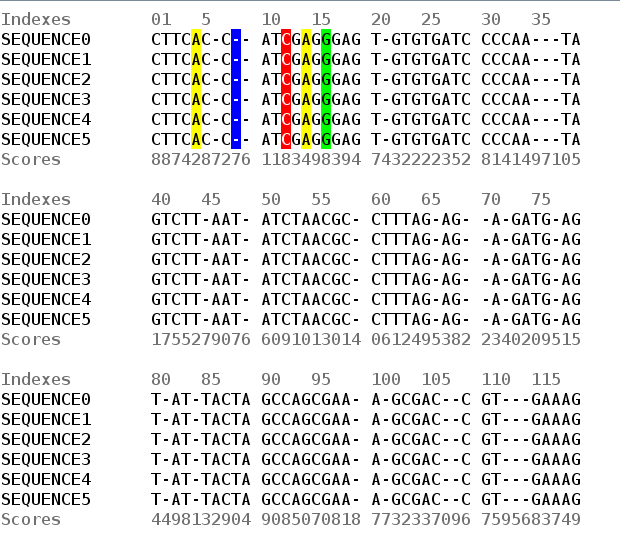 Indexes 01 5 10 15 20 25 30 35
SEQUENCE0 CTTCAC-C-- ATCGAGGGAG T-GTGTGATC CCCAA---TA
SEQUENCE1 CTTCAC-C-- ATCGAGGGAG T-GTGTGATC CCCAA---TA
SEQUENCE2 CTTCAC-C-- ATCGAGGGAG T-GTGTGATC CCCAA---TA
SEQUENCE3 CTTCAC-C-- ATCGAGGGAG T-GTGTGATC CCCAA---TA
SEQUENCE4 CTTCAC-C-- ATCGAGGGAG T-GTGTGATC CCCAA---TA
SEQUENCE5 CTTCAC-C-- ATCGAGGGAG T-GTGTGATC CCCAA---TA
Scores 8874287276 1183498394 7432222352 8141497105
Indexes 40 45 50 55 60 65 70 75
SEQUENCE0 GTCTT-AAT- ATCTAACGC- CTTTAG-AG- -A-GATG-AG
SEQUENCE1 GTCTT-AAT- ATCTAACGC- CTTTAG-AG- -A-GATG-AG
SEQUENCE2 GTCTT-AAT- ATCTAACGC- CTTTAG-AG- -A-GATG-AG
SEQUENCE3 GTCTT-AAT- ATCTAACGC- CTTTAG-AG- -A-GATG-AG
SEQUENCE4 GTCTT-AAT- ATCTAACGC- CTTTAG-AG- -A-GATG-AG
SEQUENCE5 GTCTT-AAT- ATCTAACGC- CTTTAG-AG- -A-GATG-AG
Scores 1755279076 6091013014 0612495382 2340209515
Indexes 80 85 90 95 100 105 110 115
SEQUENCE0 T-AT-TACTA GCCAGCGAA- A-GCGAC--C GT---GAAAG
SEQUENCE1 T-AT-TACTA GCCAGCGAA- A-GCGAC--C GT---GAAAG
SEQUENCE2 T-AT-TACTA GCCAGCGAA- A-GCGAC--C GT---GAAAG
SEQUENCE3 T-AT-TACTA GCCAGCGAA- A-GCGAC--C GT---GAAAG
SEQUENCE4 T-AT-TACTA GCCAGCGAA- A-GCGAC--C GT---GAAAG
SEQUENCE5 T-AT-TACTA GCCAGCGAA- A-GCGAC--C GT---GAAAG
Scores 4498132904 9085070818 7732337096 7595683749